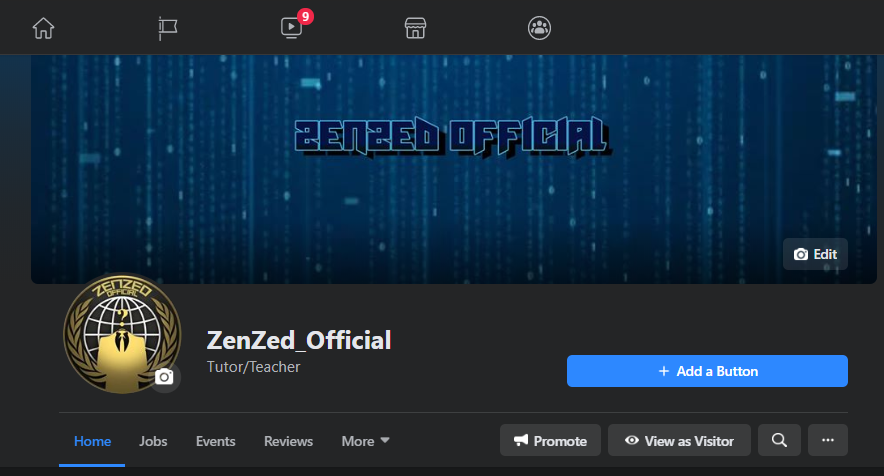 9
ZENZED OFFICIAL
Edit
ZENZED
OFFICIAL
?
ZenZed_Official
Tutor/Teacher
+ Add a Button
Home Jobs Events Reviews More Promote View as Visitor ...